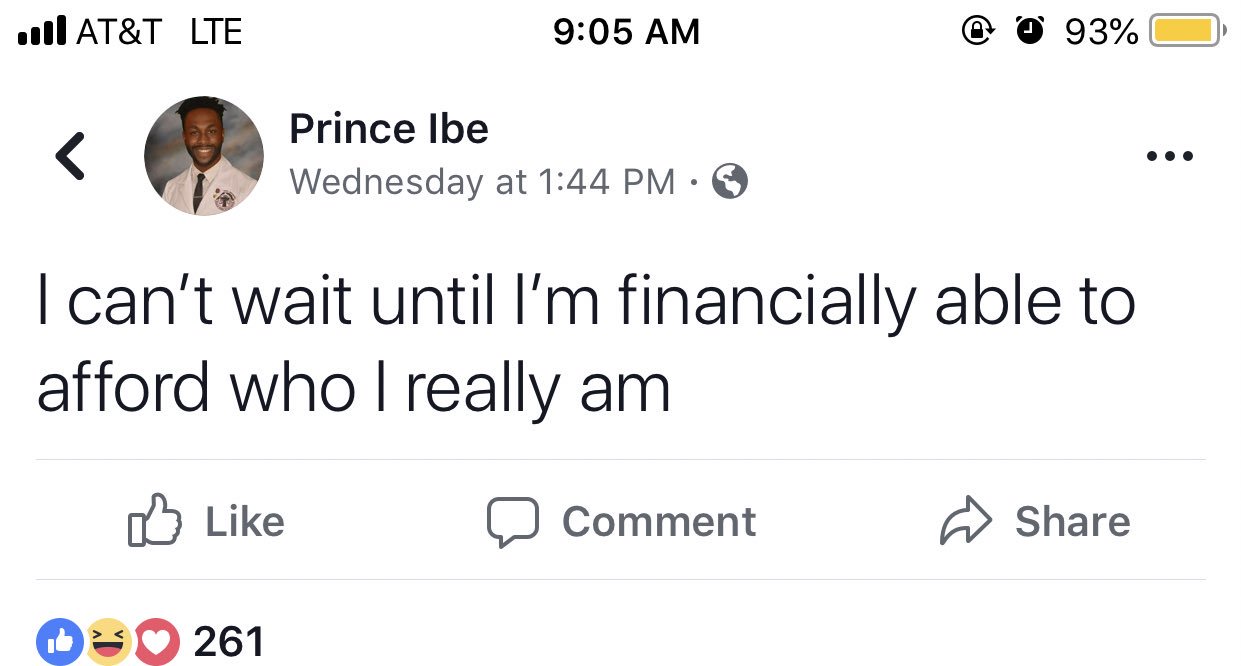 AT&T LTE 9:05 AM 93%
Prince Ibe
Wednesday at 1:44 PM ·
I can’t wait until I’m financially able to
afford who I really am
Like Comment Share
261